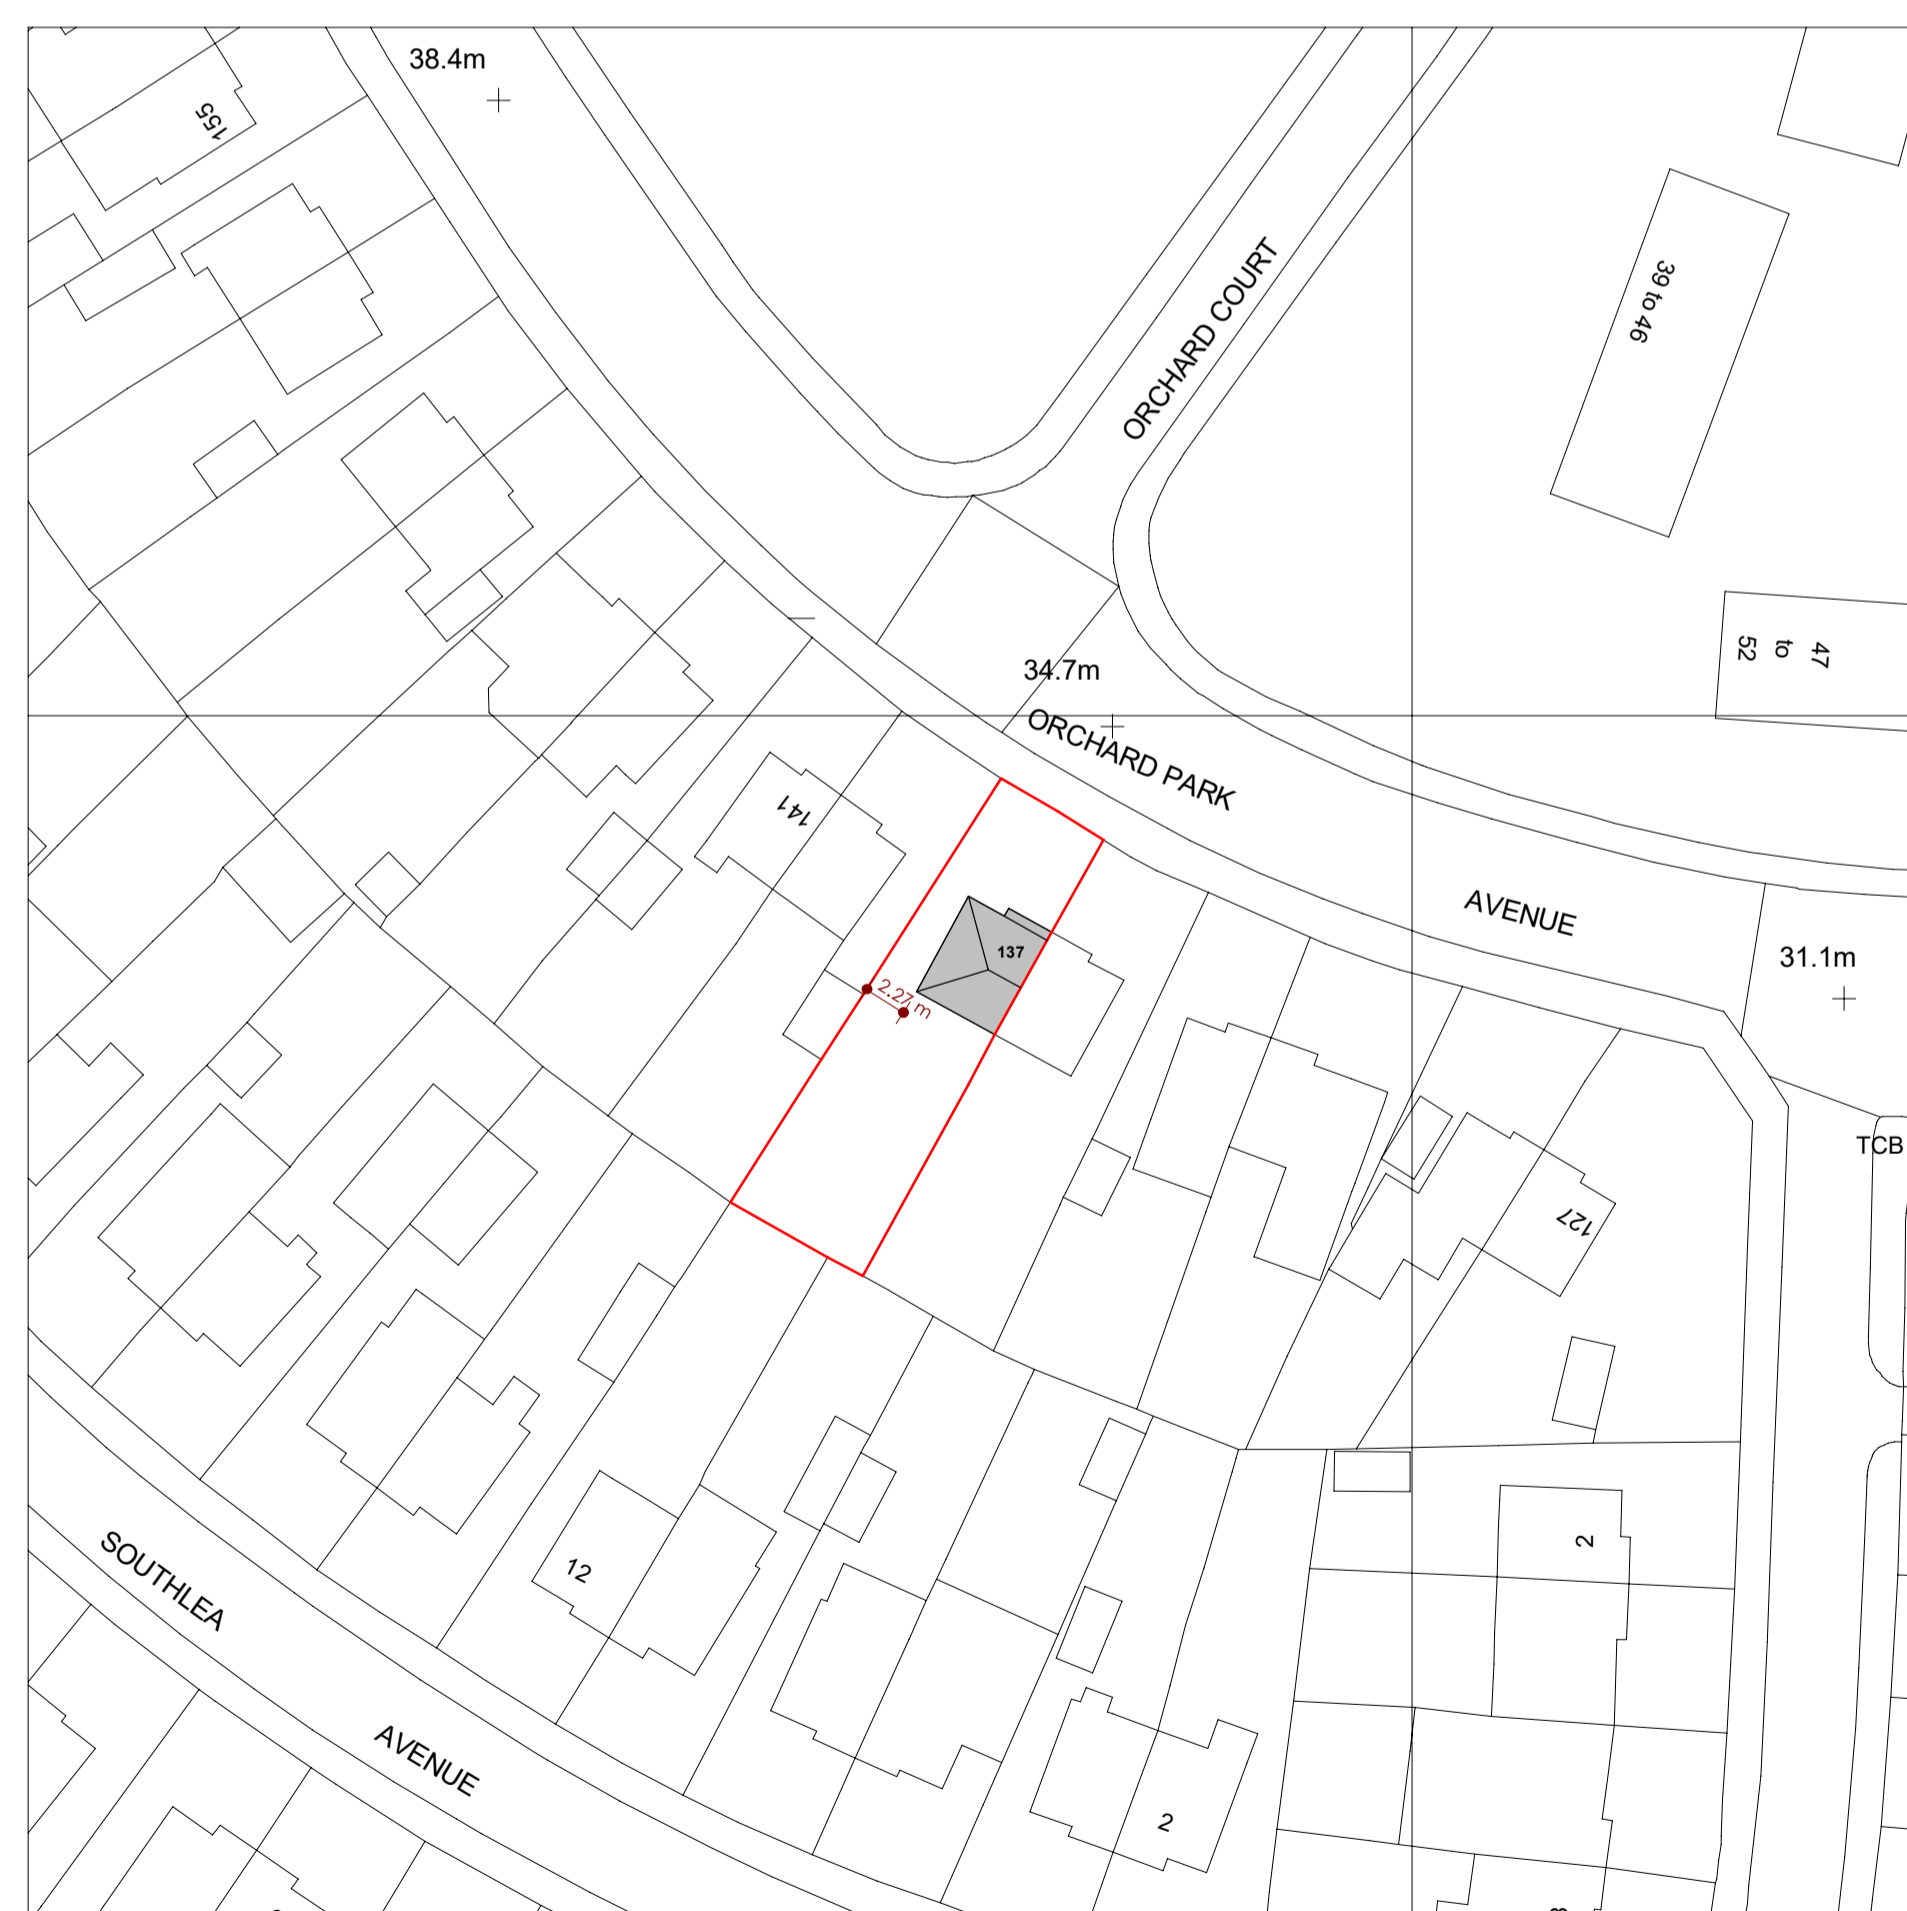 38.4m
155
ORCHARD COURT
39 to 46
47
to
52
34.7m
ORCHARD PARK
141
AVENUE
137
31.1m
2.27 m
TCB
127
2
12
SOUTHLEA
AVENUE
2